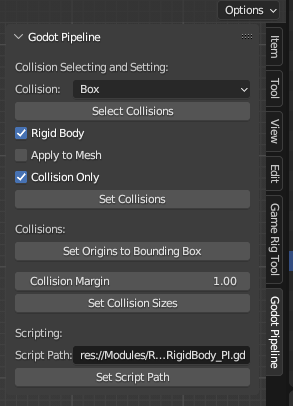 Options
Godot Pipeline
Collision Selecting and Setting:
Collision: Box
Select Collisions
Rigid Body
Apply to Mesh
Collision Only
Set Collisions
Collisions:
Set Origins to Bounding Box
Collision Margin 1.00
Set Collision Sizes
Scripting:
Script Path: res://Modules/R...RigidBody_Pl.gd
Set Script Path
Item
Tool
View
Edit
Game Rig Tool
Godot Pipeline